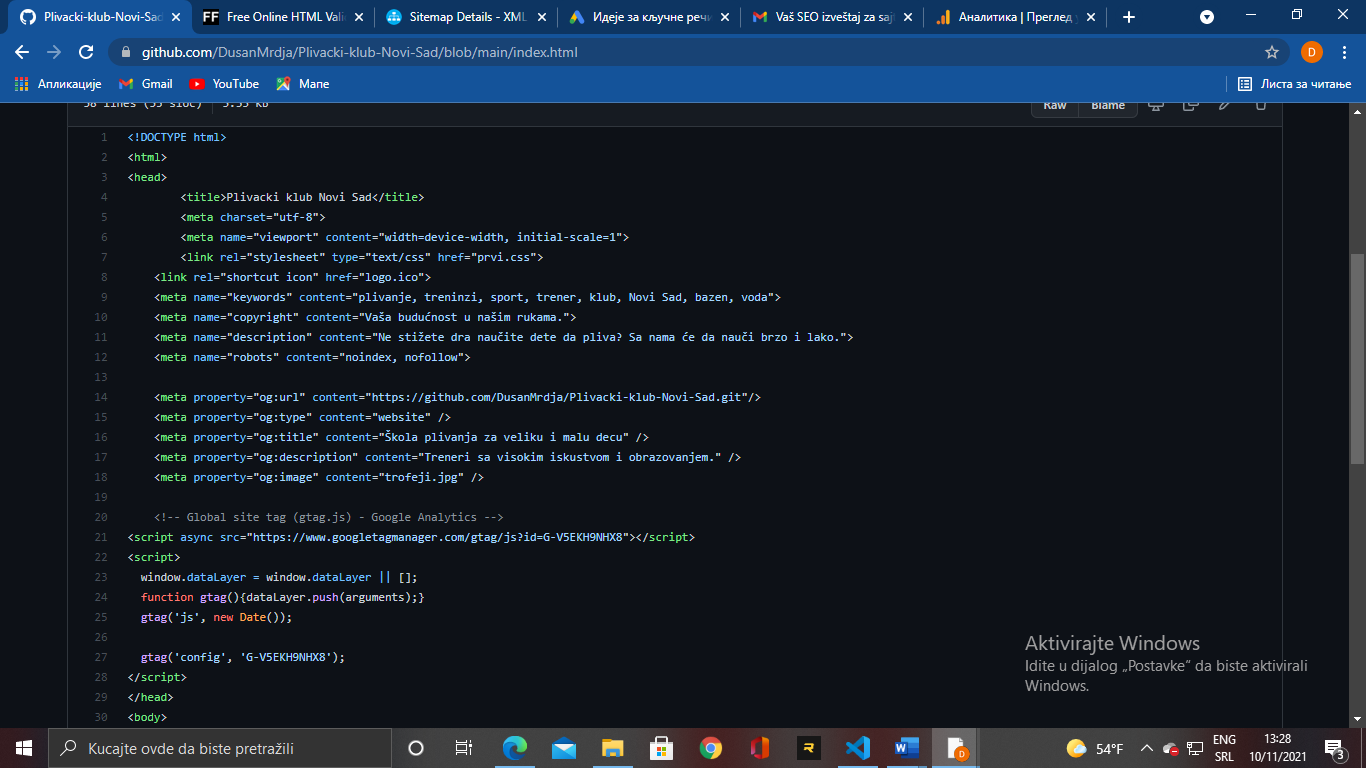 Plivacki-klub-Novi-Sad
Free Online HTML Vali
Sitemap Details - XML
Идеје за кључне речи
Vaš SEO izveštaj za sajt
Аналитика | Преглед
github.com/DusanMrdja/Plivacki-klub-Novi-Sad/blob/main/index.html
D
Апликације
Gmail
YouTube
Мапе
Листа за читање
58 lines (55 sloc)
3.35 KB
Raw
Blame
1 <!DOCTYPE html>
2 <html>
3 <head>
4 <title>Plivacki klub Novi Sad</title>
5 <meta charset="utf-8">
6 <meta name="viewport" content="width=device-width, initial-scale=1">
7 <link rel="stylesheet" type="text/css" href="prvi.css">
8 <link rel="shortcut icon" href="logo.ico">
9 <meta name="keywords" content="plivanje, treninzi, sport, trener, klub, Novi Sad, bazen, voda">
10 <meta name="copyright" content="Vaša budućnost u našim rukama.">
11 <meta name="description" content="Ne stižete dra naučite dete da pliva? Sa nama će da nauči brzo i lako.">
12 <meta name="robots" content="noindex, nofollow">
13
14 <meta property="og:url" content="https://github.com/DusanMrdja/Plivacki-klub-Novi-Sad.git"/>
15 <meta property="og:type" content="website" />
16 <meta property="og:title" content="Škola plivanja za veliku i malu decu" />
17 <meta property="og:description" content="Treneri sa visokim iskustvom i obrazovanjem." />
18 <meta property="og:image" content="trofeji.jpg" />
19
20 <!-- Global site tag (gtag.js) - Google Analytics -->
21 <script async src="https://www.googletagmanager.com/gtag/js?id=G-V5EKH9NHX8"></script>
22 <script>
23 window.dataLayer = window.dataLayer || [];
24 function gtag(){dataLayer.push(arguments);}
25 gtag('js', new Date());
26
27 gtag('config', 'G-V5EKH9NHX8');
28 </script>
29 </head>
30 <body>
Aktivirajte Windows
Idite u dijalog „Postavke“ da biste aktivirali
Windows.
Kucajte ovde da biste pretražili
54°F
ENG
SRL
13:28
10/11/2021
3